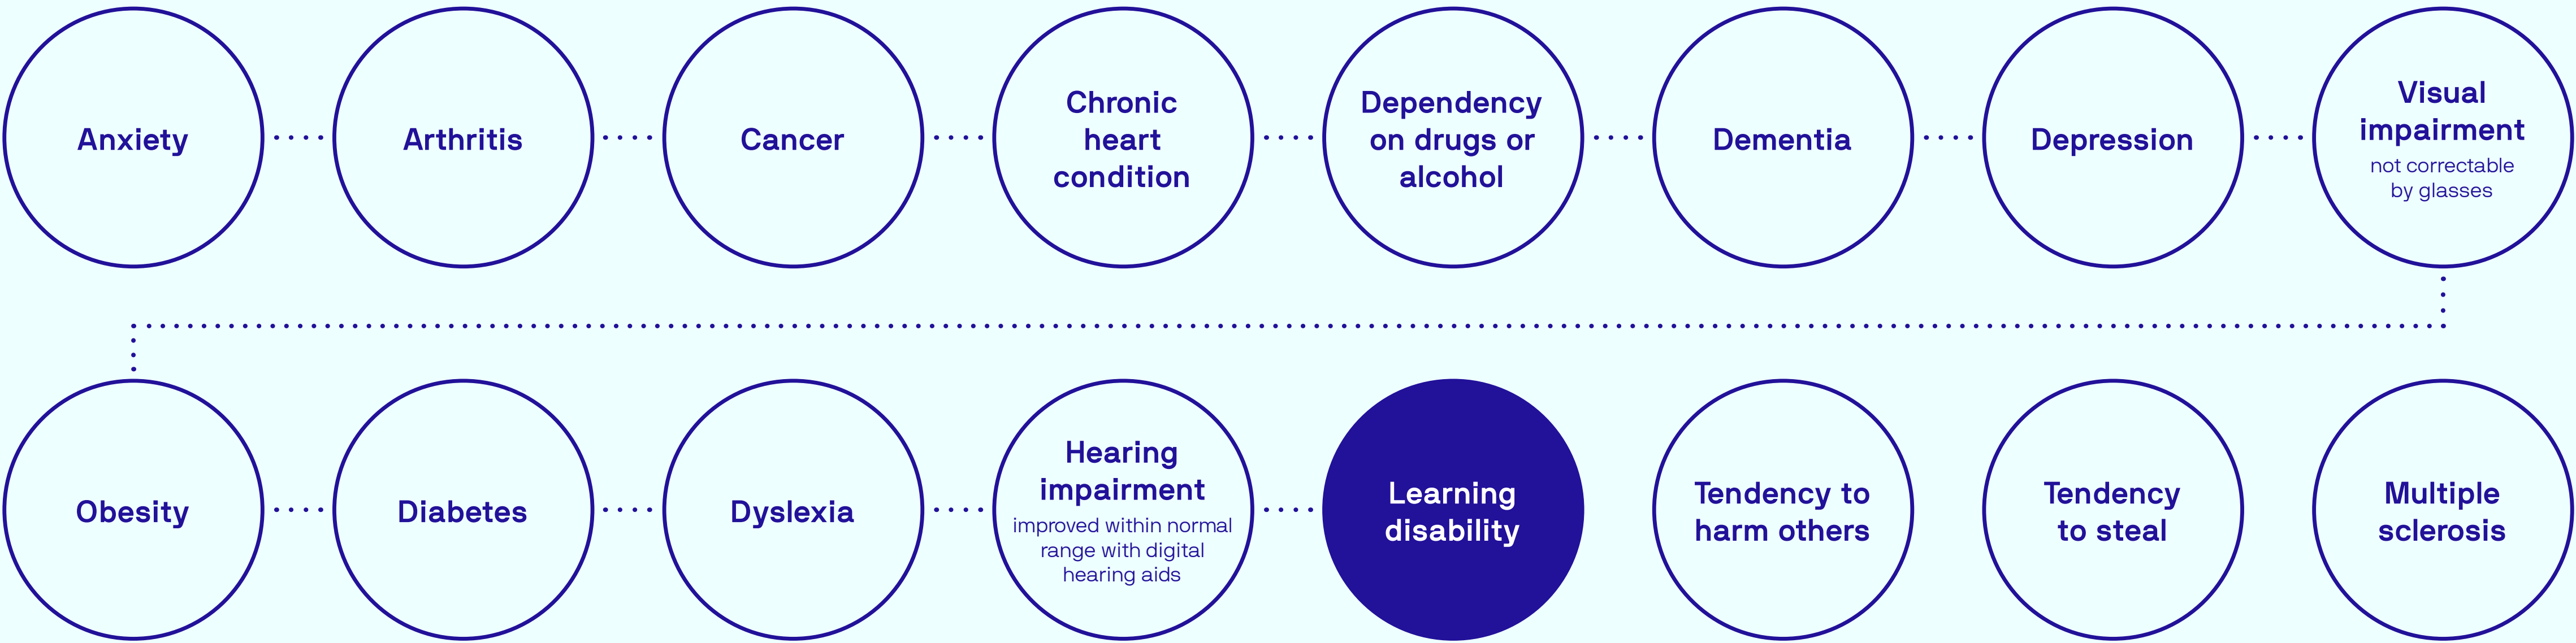 Anxiety
Arthritis
Cancer
Chronic
heart
condition
Dependency
on drugs or
alcohol
Dementia
Depression
Visual
impairment
not correctable
by glasses
Obesity
Diabetes
Dyslexia
Hearing
impairment
improved within normal
range with digital
hearing aids
Learning
disability
Tendency to
harm others
Tendency
to steal
Multiple
sclerosis